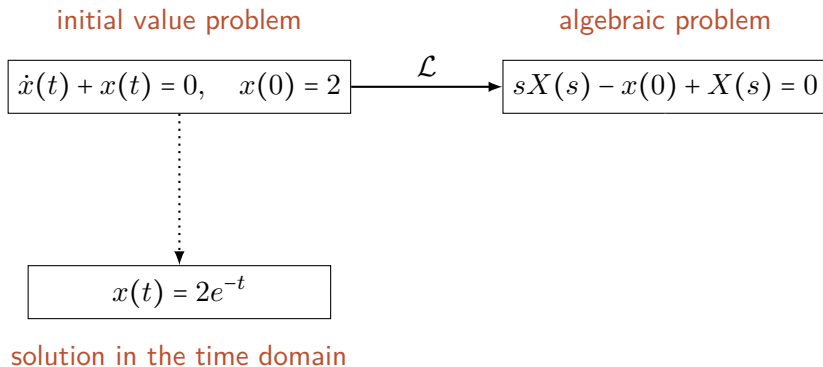 initial value problem
algebraic problem
ẋ(t) + x(t) = 0, x(0) = 2
ℒ
sX(s) − x(0) + X(s) = 0
x(t) = 2e^{−t}
solution in the time domain